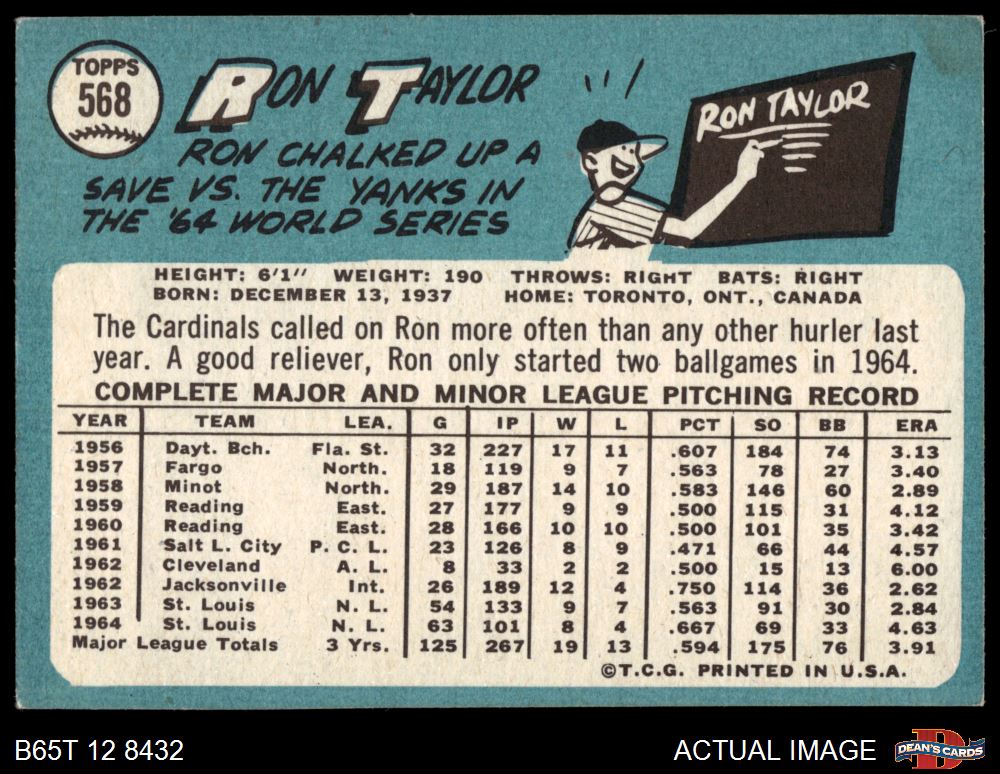 TOPPS
568
RON TAYLOR
RON CHALKED UP A
SAVE VS. THE YANKS IN
THE '64 WORLD SERIES
RON TAYLOR
HEIGHT: 6'1" WEIGHT: 190 THROWS: RIGHT BATS: RIGHT
BORN: DECEMBER 13, 1937 HOME: TORONTO, ONT., CANADA
The Cardinals called on Ron more often than any other hurler last
year. A good reliever, Ron only started two ballgames in 1964.
COMPLETE MAJOR AND MINOR LEAGUE PITCHING RECORD
YEAR TEAM LEA. G IP W L PCT SO BB ERA
1956 Dayt. Bch. Fla. St. 32 227 17 11 .607 184 74 3.13
1957 Fargo North. 18 119 9 7 .563 78 27 3.40
1958 Minot North. 29 187 14 10 .583 146 60 2.89
1959 Reading East. 27 177 9 9 .500 115 31 4.12
1960 Reading East. 28 166 10 10 .500 101 35 3.42
1961 Salt L. City P. C. L. 23 126 8 9 .471 66 44 4.57
1962 Cleveland A. L. 8 33 2 2 .500 15 13 6.00
1962 Jacksonville Int. 26 189 12 4 .750 114 36 2.62
1963 St. Louis N. L. 54 133 9 7 .563 91 30 2.84
1964 St. Louis N. L. 63 101 8 4 .667 69 33 4.63
Major League Totals 3 Yrs. 125 267 19 13 .594 175 76 3.91
©T.C.G. PRINTED IN U.S.A.
B65T 12 8432 ACTUAL IMAGE DEAN'S CARDS